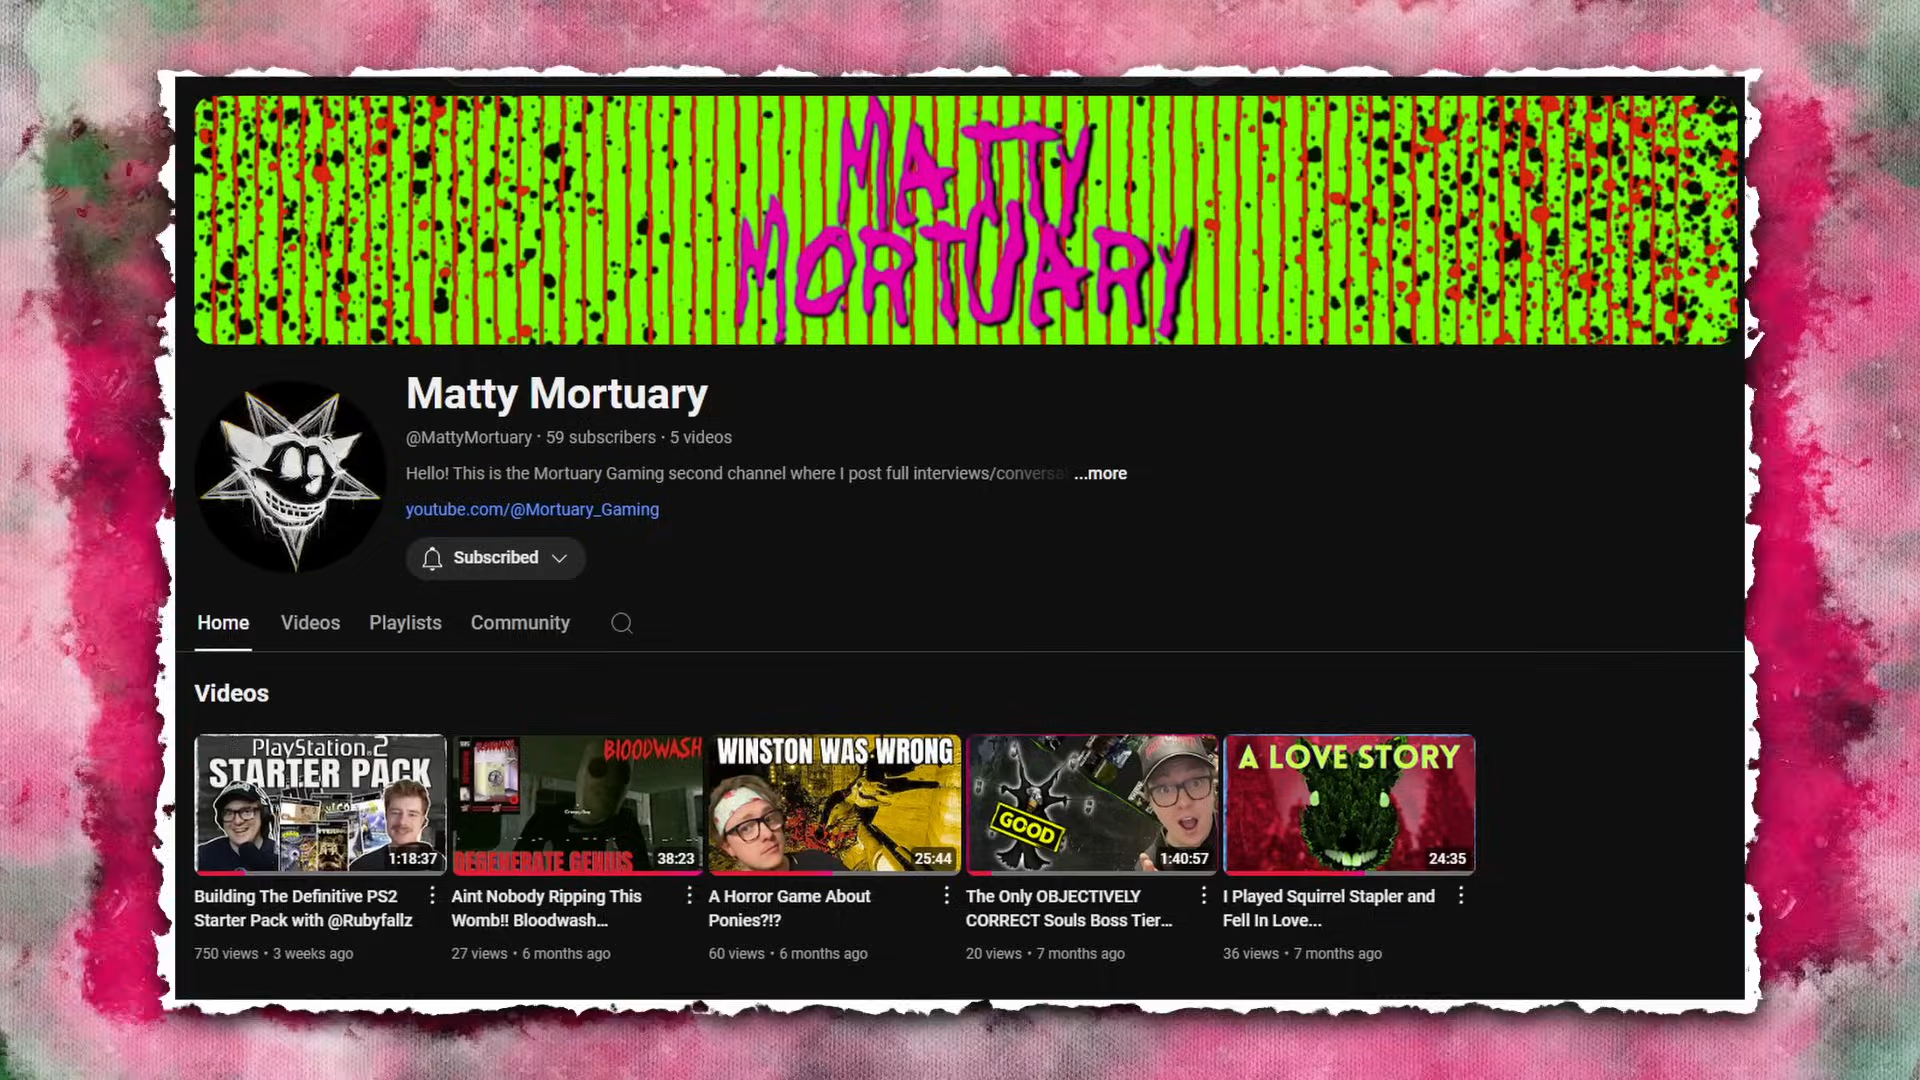 MATTY
MORTUARY
Matty Mortuary
@MattyMortuary · 59 subscribers · 5 videos
Hello! This is the Mortuary Gaming second channel where I post full interviews/conversa ...more
youtube.com/@Mortuary_Gaming
Subscribed
Home Videos Playlists Community
Videos
PlayStation 2
STARTER PACK
1:18:37
BLOODWASH
DEGENERATE GENIUS
38:23
WINSTON WAS WRONG
25:44
GOOD
1:40:57
A LOVE STORY
24:35
Building The Definitive PS2
Starter Pack with @Rubyfallz
750 views • 3 weeks ago
Aint Nobody Ripping This
Womb!! Bloodwash...
27 views • 6 months ago
A Horror Game About
Ponies?!?
60 views • 6 months ago
The Only OBJECTIVELY
CORRECT Souls Boss Tier...
20 views • 7 months ago
I Played Squirrel Stapler and
Fell In Love...
36 views • 7 months ago